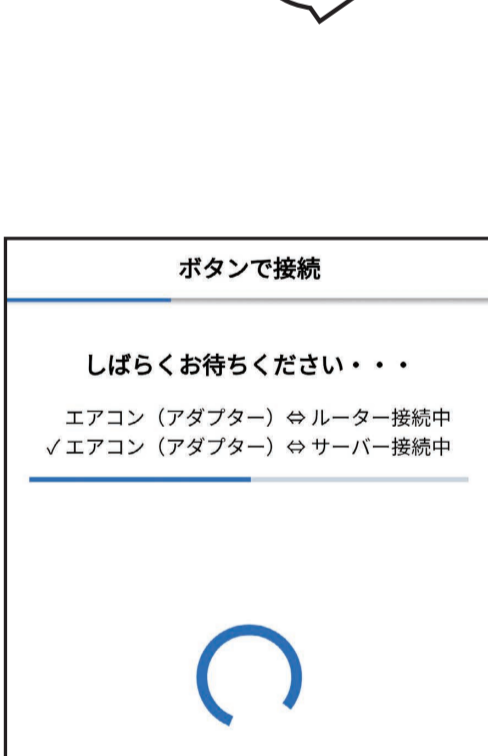 ボタンで接続
しばらくお待ちください・・・
エアコン（アダプター）⇔ルーター接続中
✓エアコン（アダプター）⇔サーバー接続中